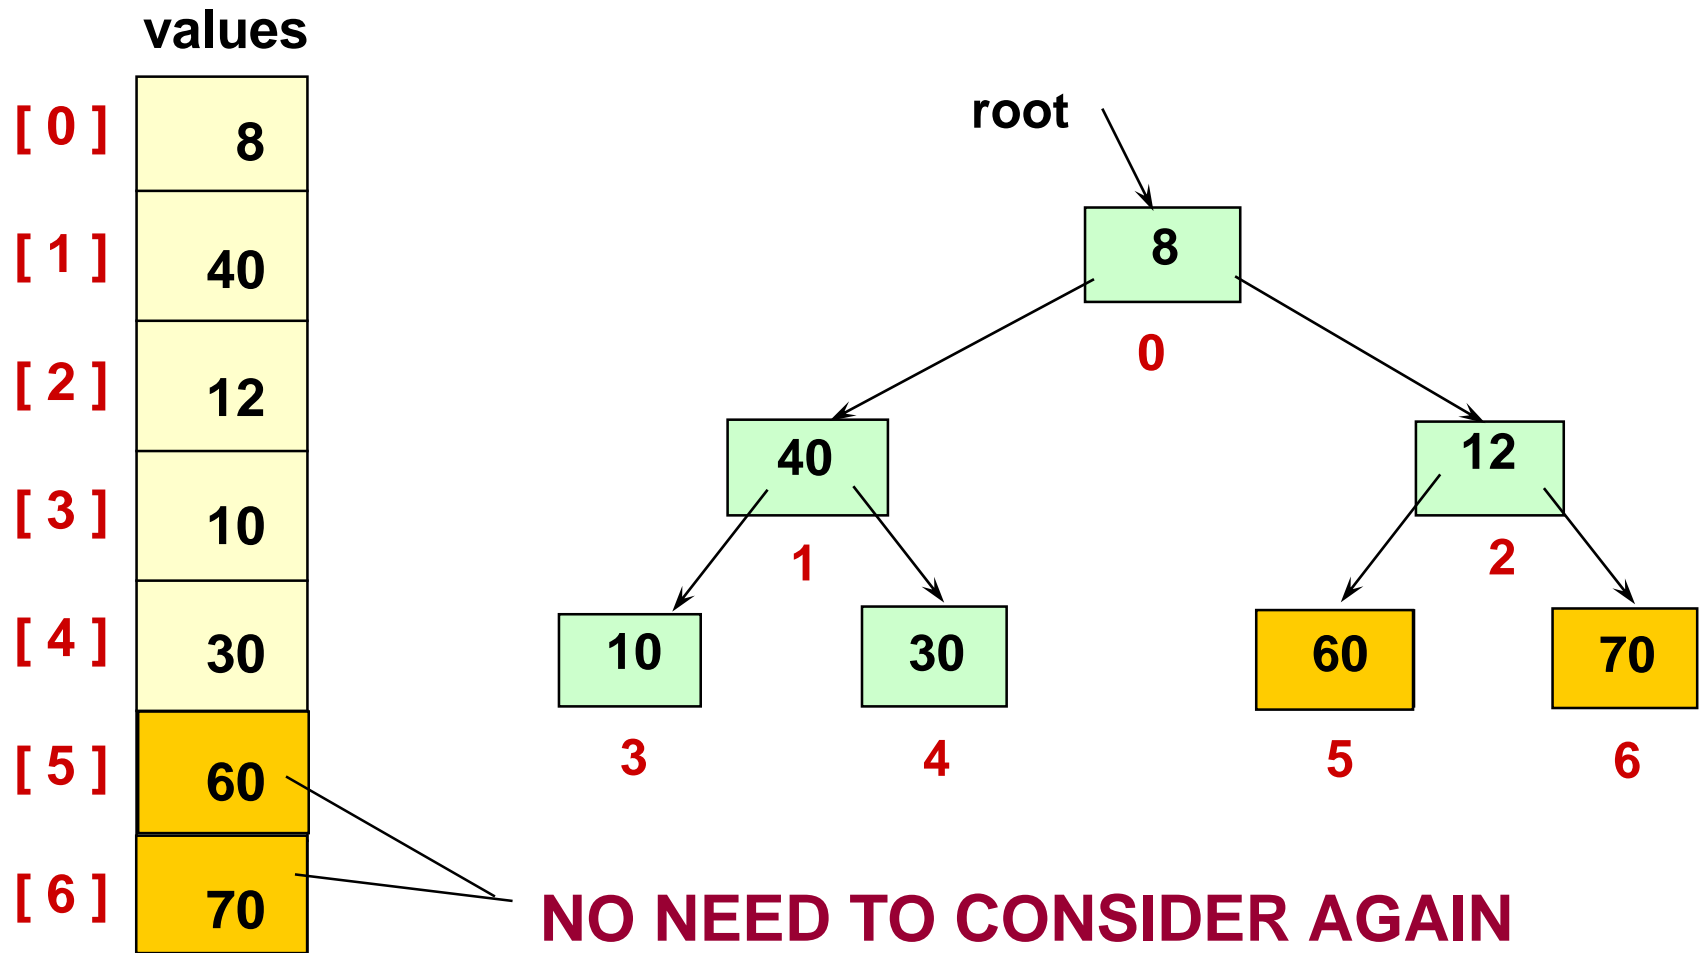 values
[ 0 ] 8
[ 1 ] 40
[ 2 ] 12
[ 3 ] 10
[ 4 ] 30
[ 5 ] 60
[ 6 ] 70
root
8
0
40 12
1 2
10 30 60 70
3 4 5 6
NO NEED TO CONSIDER AGAIN